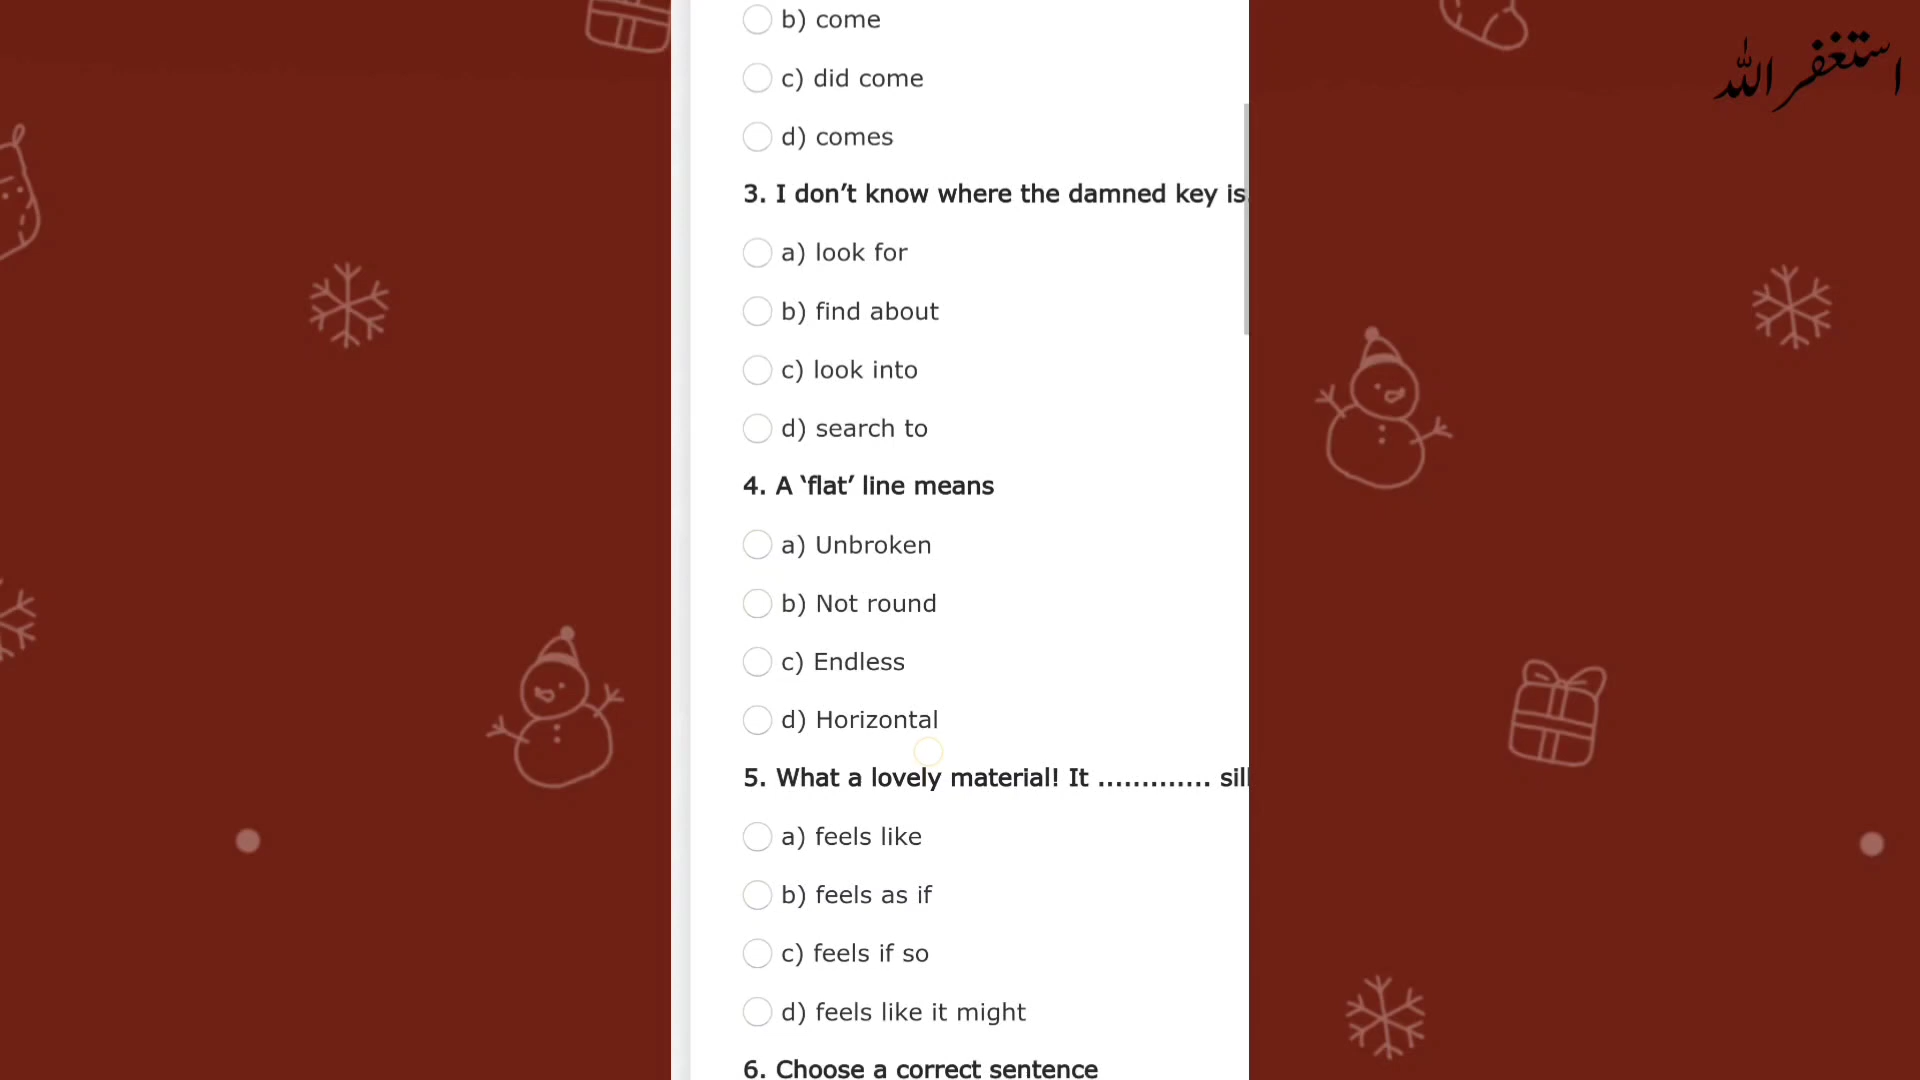 استغفر الله
b) come
c) did come
d) comes
3. I don’t know where the damned key is
a) look for
b) find about
c) look into
d) search to
4. A ‘flat’ line means
a) Unbroken
b) Not round
c) Endless
d) Horizontal
5. What a lovely material! It ............. sil
a) feels like
b) feels as if
c) feels if so
d) feels like it might
6. Choose a correct sentence